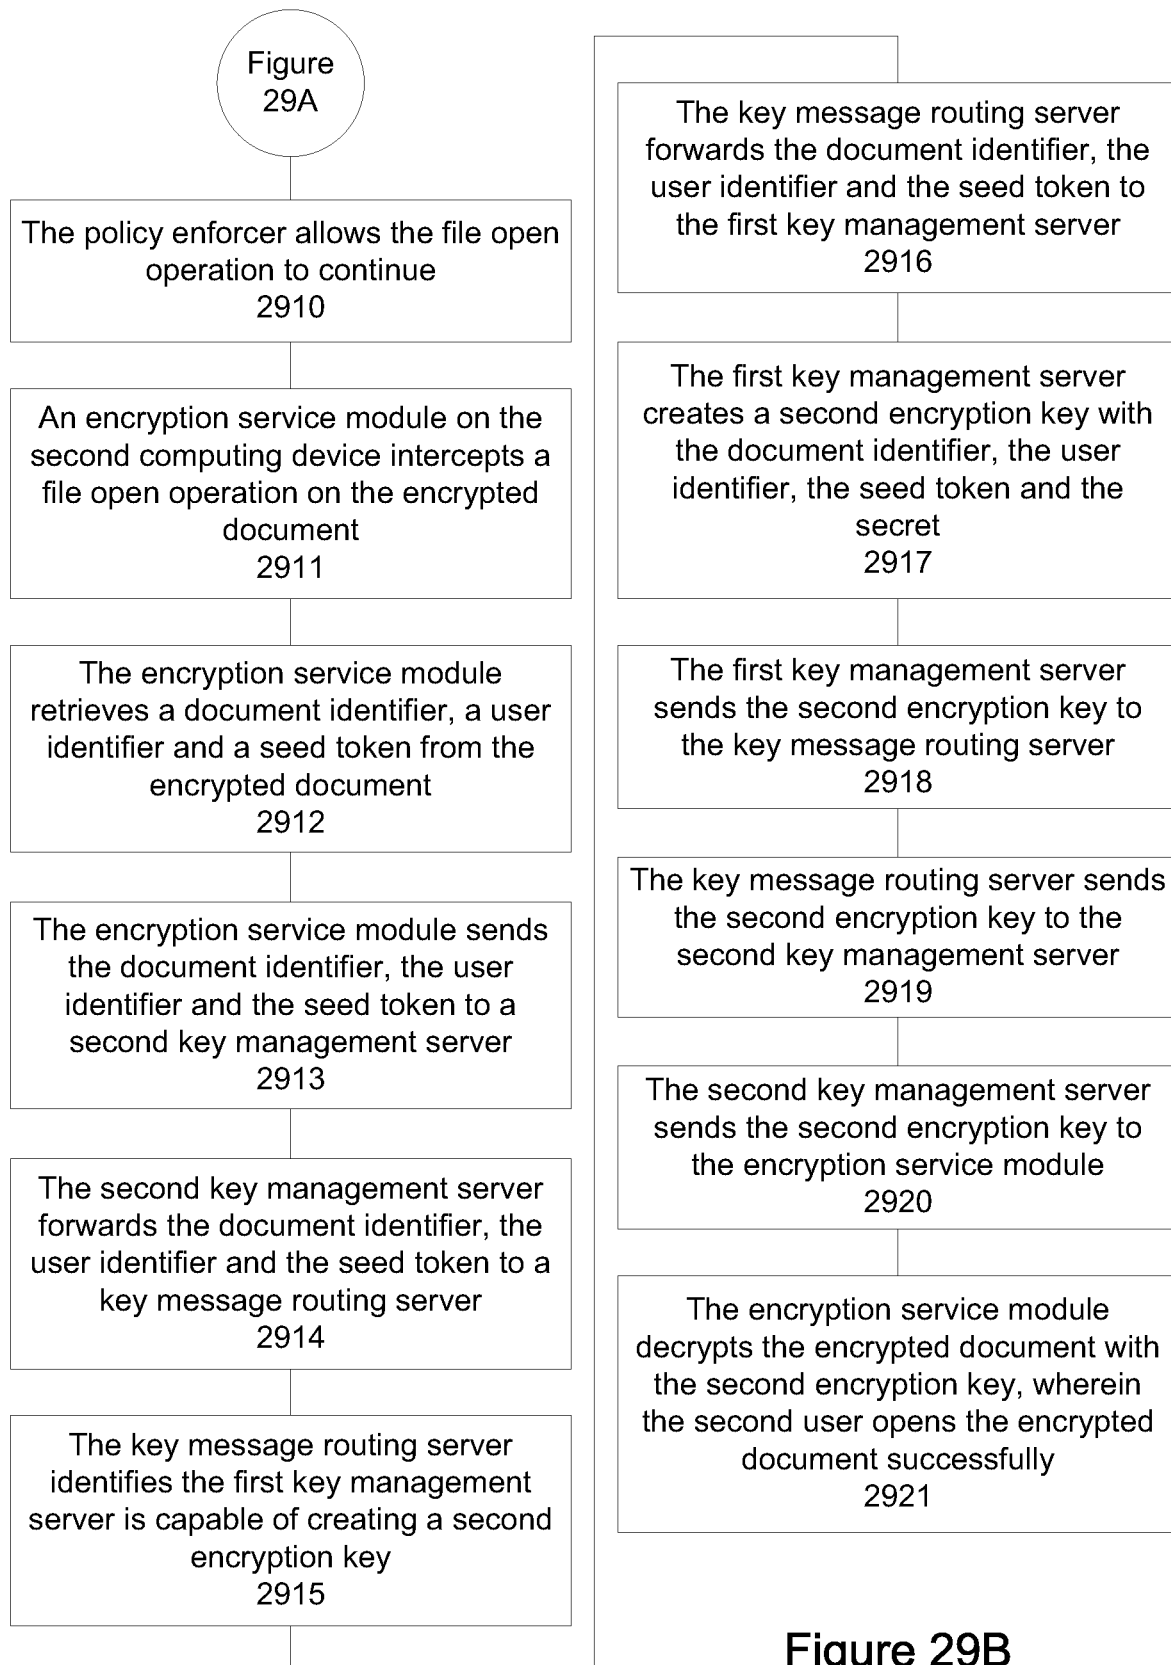 Figure
29A
The policy enforcer allows the file open
operation to continue
2910
An encryption service module on the
second computing device intercepts a
file open operation on the encrypted
document
2911
The encryption service module
retrieves a document identifier, a user
identifier and a seed token from the
encrypted document
2912
The encryption service module sends
the document identifier, the user
identifier and the seed token to a
second key management server
2913
The second key management server
forwards the document identifier, the
user identifier and the seed token to a
key message routing server
2914
The key message routing server
identifies the first key management
server is capable of creating a second
encryption key
2915
The key message routing server
forwards the document identifier, the
user identifier and the seed token to
the first key management server
2916
The first key management server
creates a second encryption key with
the document identifier, the user
identifier, the seed token and the
secret
2917
The first key management server
sends the second encryption key to
the key message routing server
2918
The key message routing server sends
the second encryption key to the
second key management server
2919
The second key management server
sends the second encryption key to
the encryption service module
2920
The encryption service module
decrypts the encrypted document with
the second encryption key, wherein
the second user opens the encrypted
document successfully
2921
Figure 29B